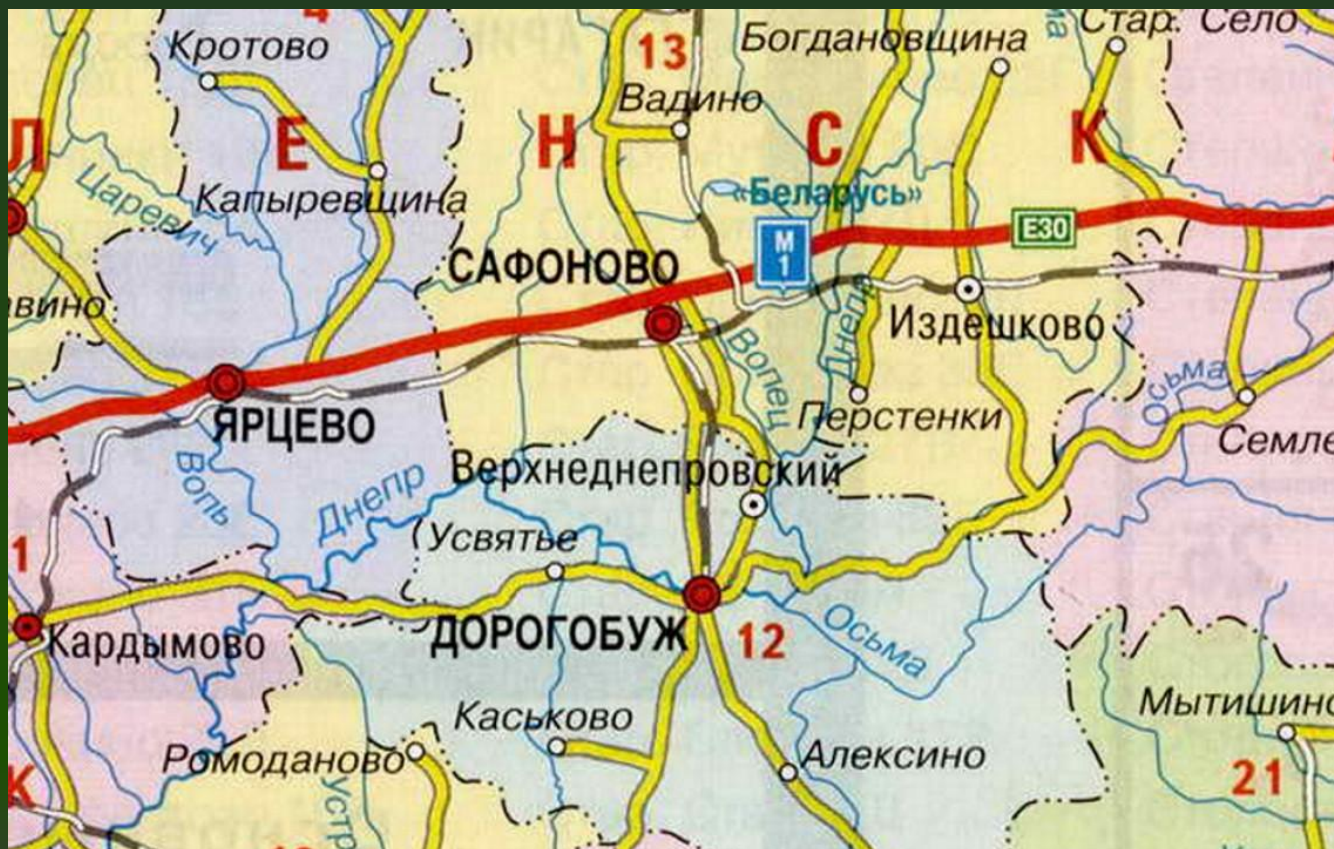 4
Кротово
13
Богдановщина
Стар. Село
Вадино
Л Е Н С К
Царевич
Капыревщина
«Беларусь»
М
1
E30
САФОНОВО
Днепр
Издешково
Вопец
Осьма
ЯРЦЕВО
Перстенки
Семле
Вопь
Днепр
Верхнеднепровский
Усвятье
1
Кардымово
ДОРОГОБУЖ
12
Осьма
Каськово
Мытишино
Ромоданово
Алексино
21
К